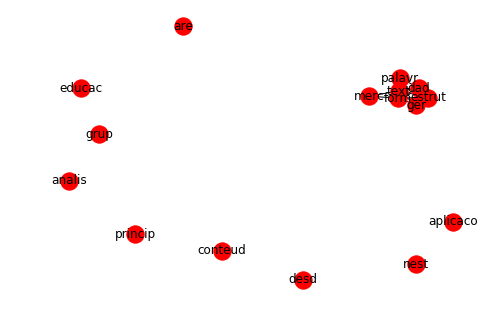 are
palavr
educac
dad
text
merc
form
estrut
ger
grup
analis
aplicaco
princip
conteud
nest
desd